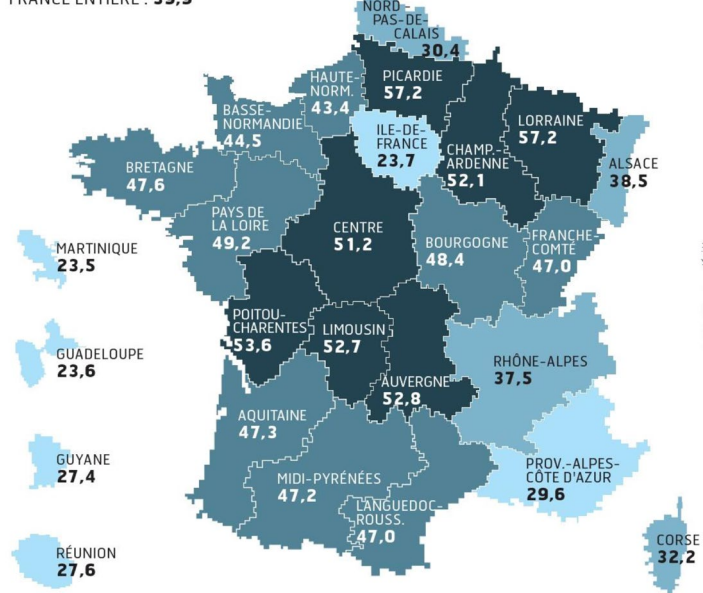 FRANCE ENTIÈRE :
NORD
PAS-DE-
CALAIS
30,4
HAUTE-
NORM.
43,4
PICARDIE
57,2
BASSE-
NORMANDIE
44,5
ILE-DE-
FRANCE
23,7
CHAMP.-
ARDENNE
52,1
LORRAINE
57,2
ALSACE
38,5
BRETAGNE
47,6
PAYS DE
LA LOIRE
49,2
CENTRE
51,2
BOURGOGNE
48,4
FRANCHE-
COMTÉ
47,0
MARTINIQUE
23,5
POITOU-
CHARENTES
53,6
LIMOUSIN
52,7
GUADELOUPE
23,6
AUVERGNE
52,8
RHÔNE-ALPES
37,5
AQUITAINE
47,3
GUYANE
27,4
MIDI-PYRÉNÉES
47,2
PROV.-ALPES-
CÔTE D'AZUR
29,6
LANGUEDOC-
ROUSS.
47,0
CORSE
32,2
RÉUNION
27,6